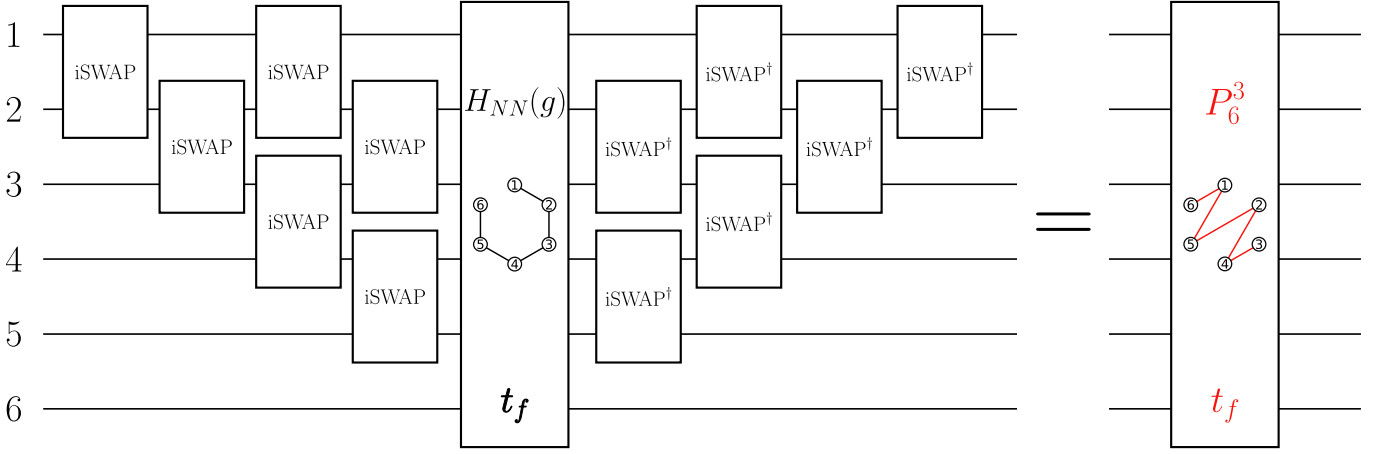 1
2
3
4
5
6
iSWAP
iSWAP
iSWAP
iSWAP
iSWAP
iSWAP
H_{NN}(g)
1
6 2
5 3
4
t_f
iSWAP†
iSWAP†
iSWAP†
iSWAP†
iSWAP†
iSWAP†
=
P_6^3
1
6 2
5 3
4
t_f